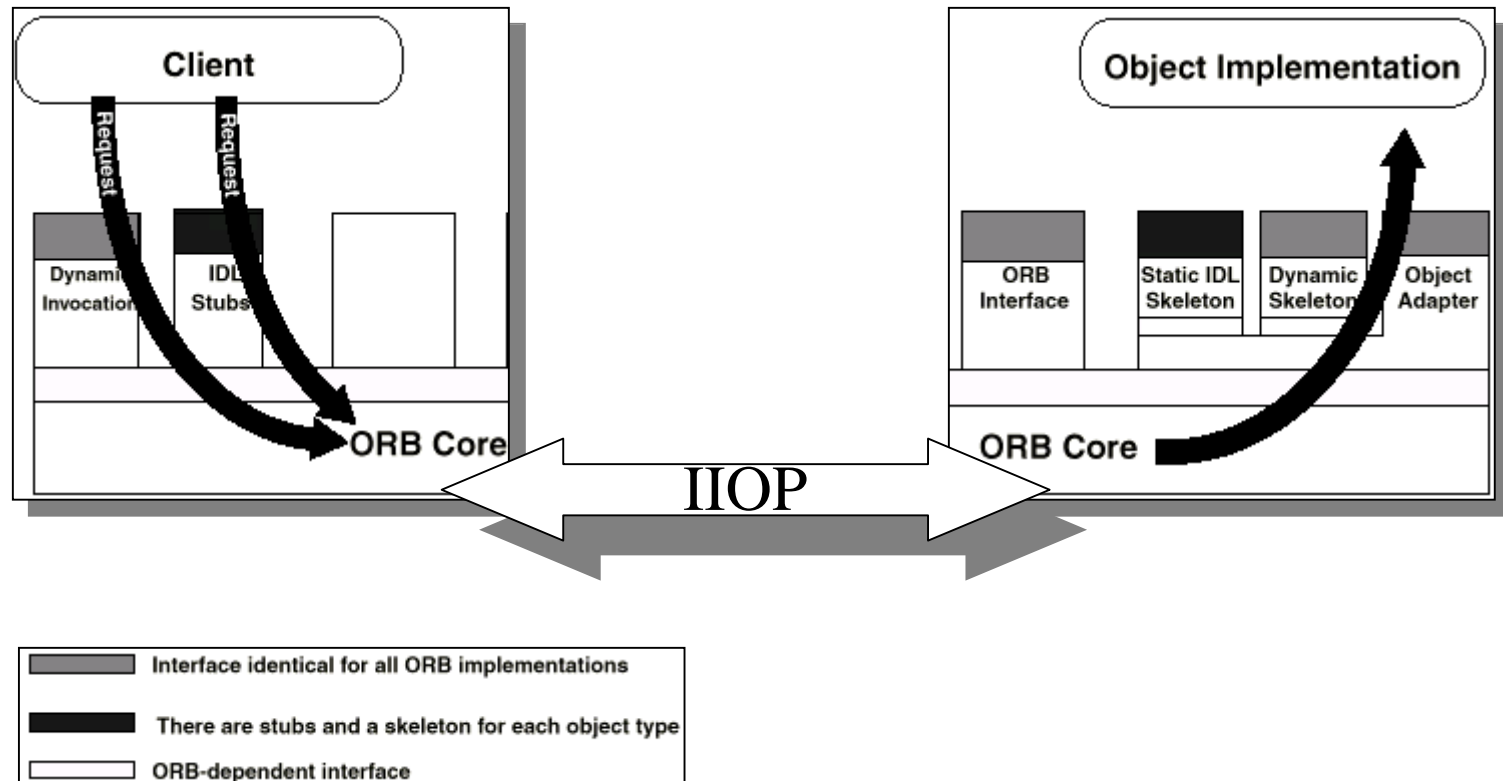 Client
Request
Request
Dynamic
Invocation
IDL
Stubs
ORB Core
Object Implementation
ORB
Interface
Static IDL
Skeleton
Dynamic
Skeleton
Object
Adapter
ORB Core
IIOP
Interface identical for all ORB implementations
There are stubs and a skeleton for each object type
ORB-dependent interface